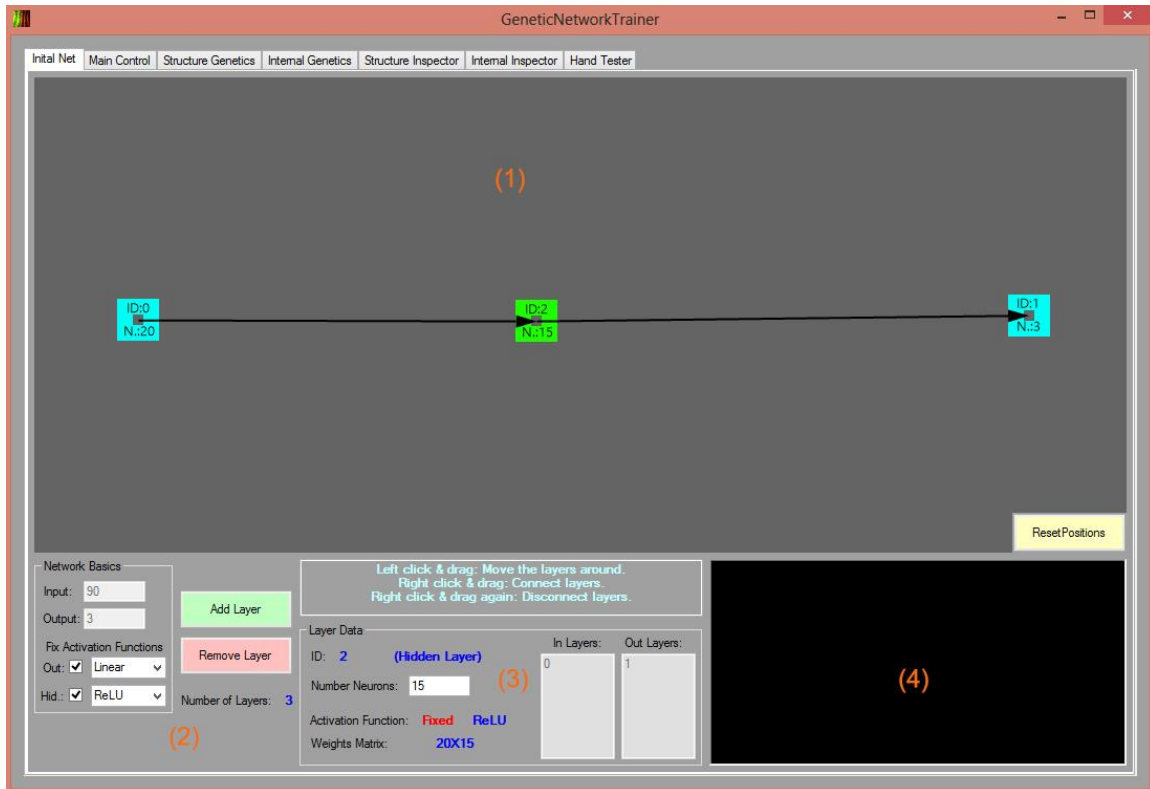 GeneticNetworkTrainer
Inital Net Main Control Structure Genetics Internal Genetics Structure Inspector Internal Inspector Hand Tester
(1)
ID:0
N.:20
ID:2
N.:15
ID:1
N.:3
ResetPositions
Network Basics
Input: 90
Output: 3
Fix Activation Functions
Out: Linear
Hid.: ReLU
Add Layer
Remove Layer
Number of Layers: 3
(2)
Left click & drag: Move the layers around.
Right click & drag: Connect layers.
Right click & drag again: Disconnect layers.
Layer Data
ID: 2 (Hidden Layer)
Number Neurons: 15
Activation Function: Fixed ReLU
Weights Matrix: 20X15
(3)
In Layers:
0
Out Layers:
1
(4)